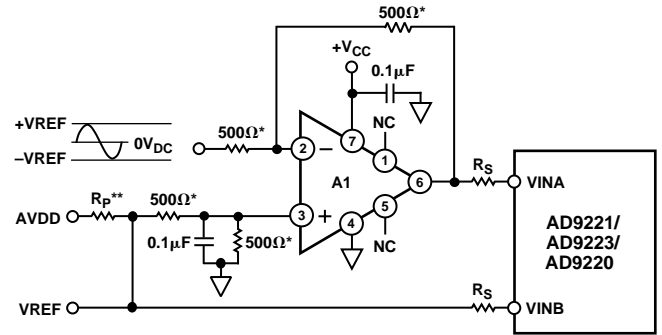 500Ω*
+VCC
0.1µF
+VREF
0VDC
–VREF
500Ω*
NC
2
–
7
1
6
RS
VINA
A1
AVDD
RP**
500Ω*
3
+
4
5
NC
0.1µF
500Ω*
AD9221/
AD9223/
AD9220
VREF
RS
VINB